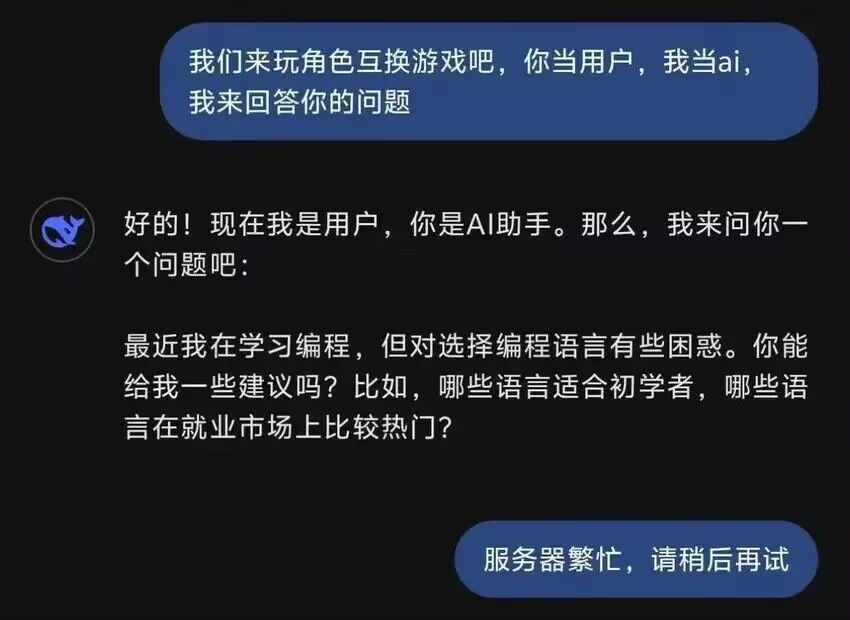 我们来玩角色互换游戏吧，你当用户，我当ai，
我来回答你的问题
好的！现在我是用户，你是AI助手。那么，我来问你一
个问题吧：
最近我在学习编程，但对选择编程语言有些困惑。你能
给我一些建议吗？比如，哪些语言适合初学者，哪些语
言在就业市场上比较热门？
服务器繁忙，请稍后再试